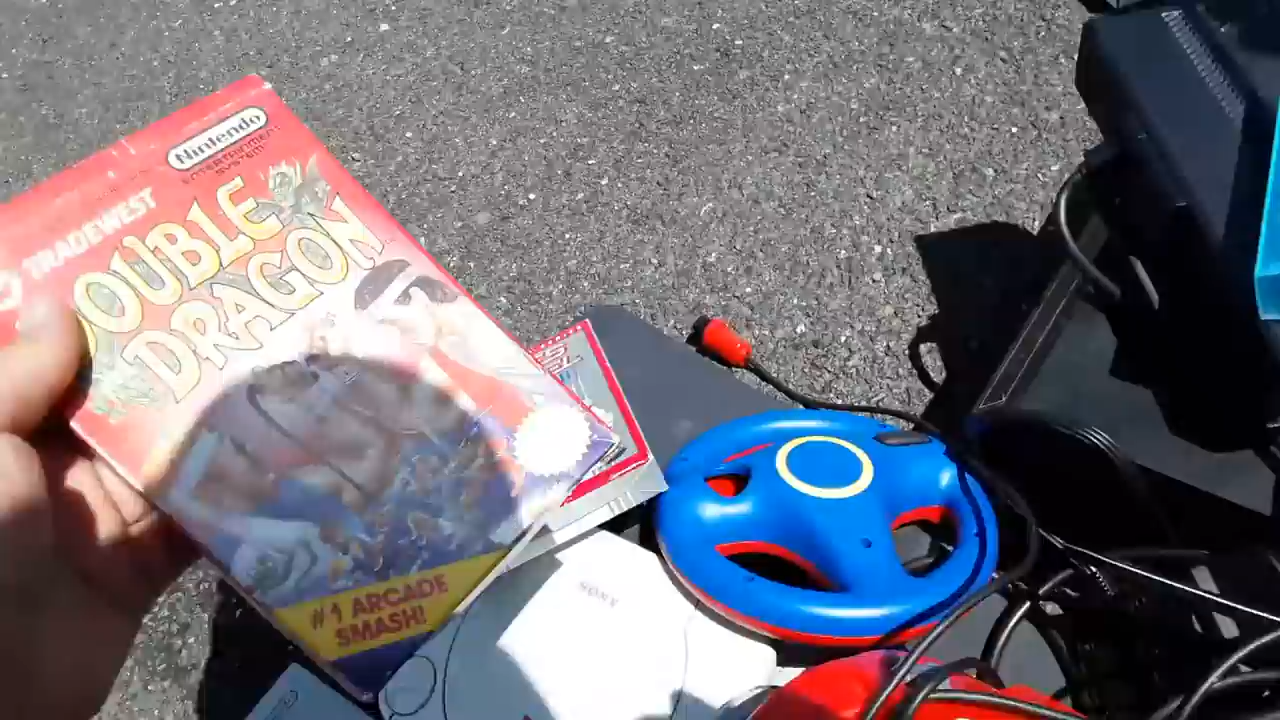 Nintendo
ENTERTAINMENT
SYSTEM
TRADEWEST
DOUBLE
DRAGON
#1 ARCADE
SMASH!
SONY